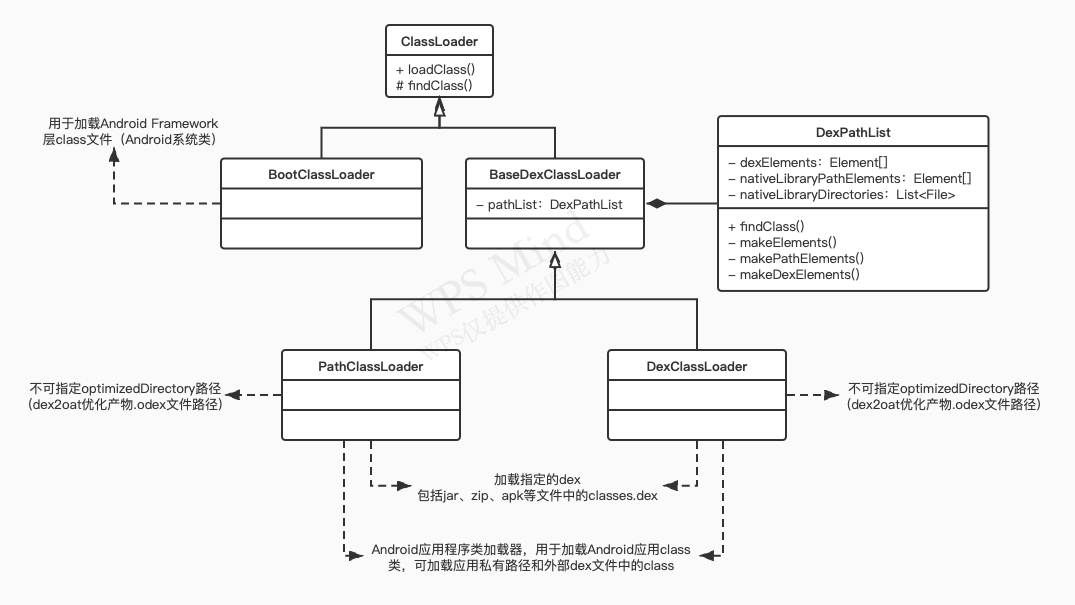 ClassLoader
+ loadClass()
# findClass()
用于加载Android Framework
层class文件（Android系统类）
BootClassLoader
BaseDexClassLoader
– pathList：DexPathList
DexPathList
– dexElements：Element[]
– nativeLibraryPathElements：Element[]
– nativeLibraryDirectories：List<File>
+ findClass()
– makeElements()
– makePathElements()
– makeDexElements()
WPS Mind
WPS仅提供作图能力
PathClassLoader
DexClassLoader
不可指定optimizedDirectory路径
(dex2oat优化产物.odex文件路径)
不可指定optimizedDirectory路径
(dex2oat优化产物.odex文件路径)
加载指定的dex
包括jar、zip、apk等文件中的classes.dex
Android应用程序类加载器，用于加载Android应用class
类，可加载应用私有路径和外部dex文件中的class